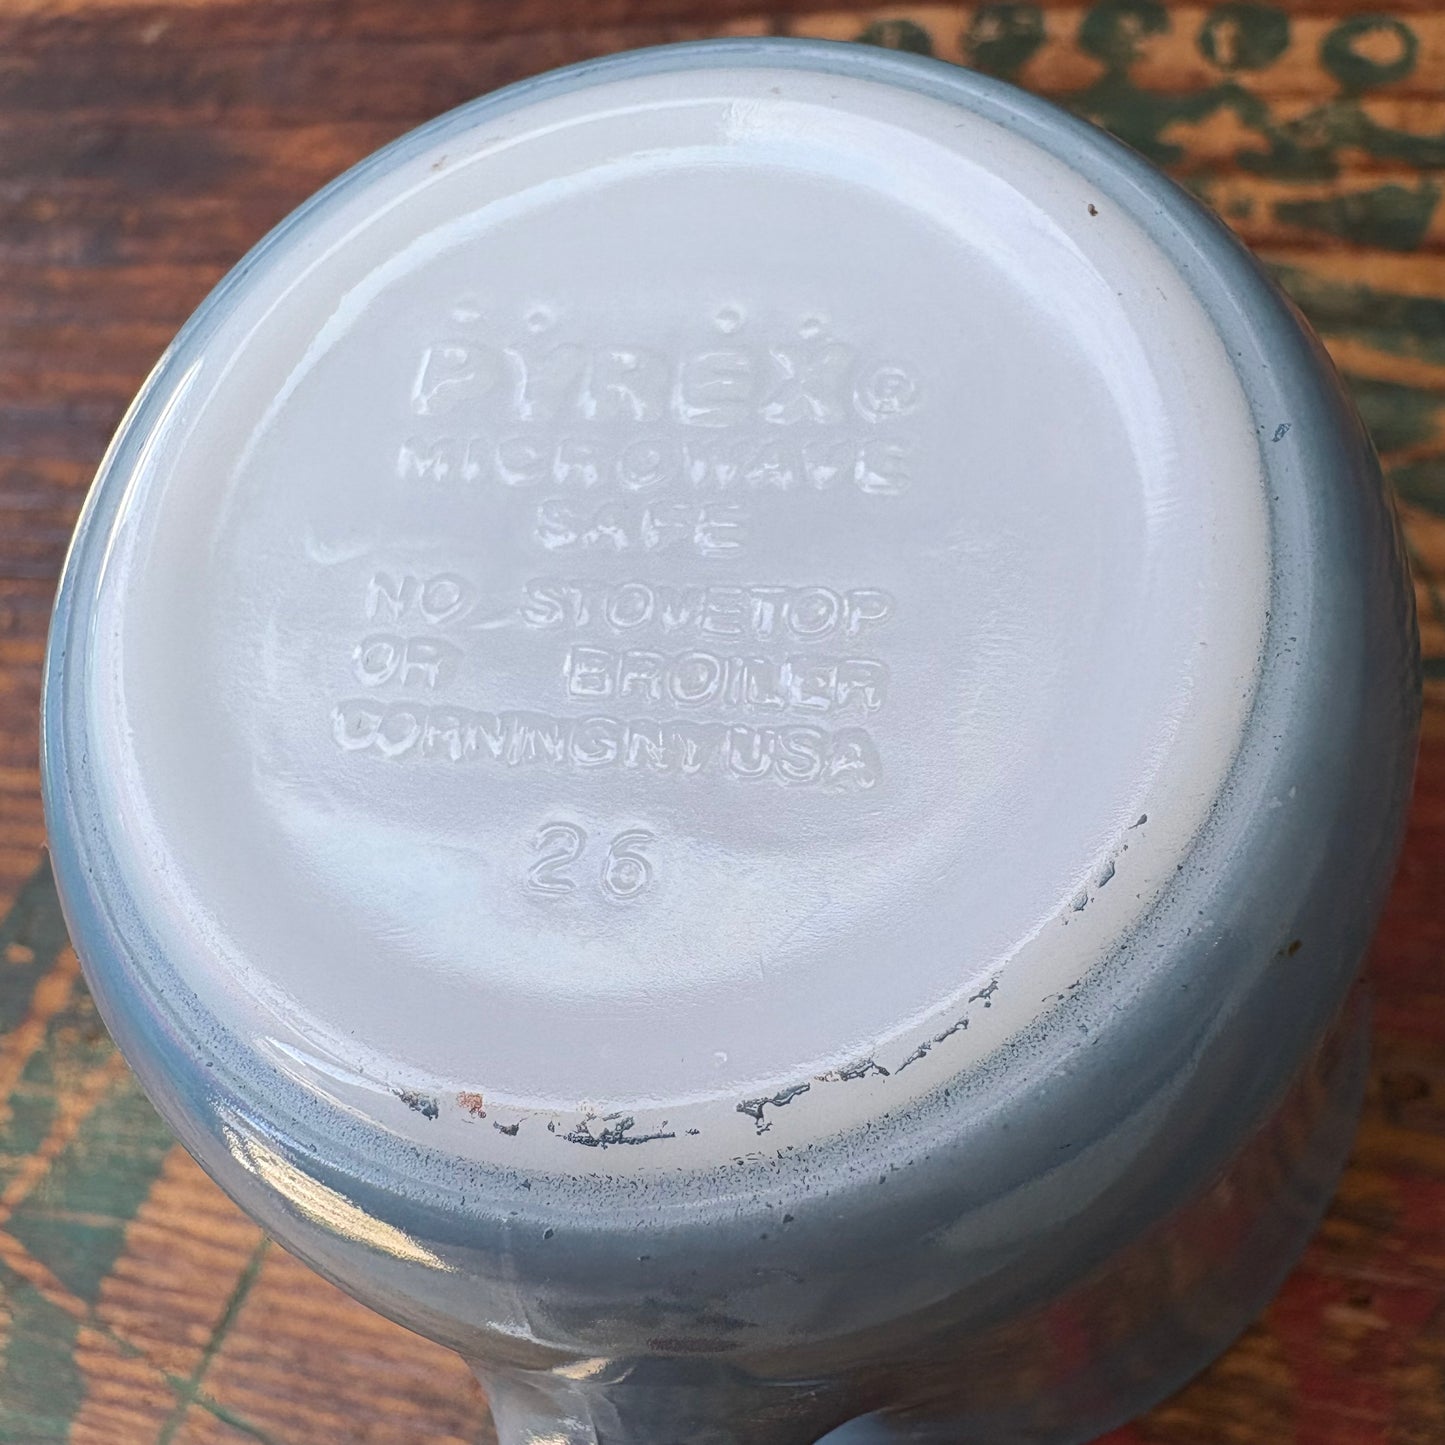 PYREX®
MICROWAVE
SAFE
NO STOVETOP
OR BROILER
CORNING NY USA
26